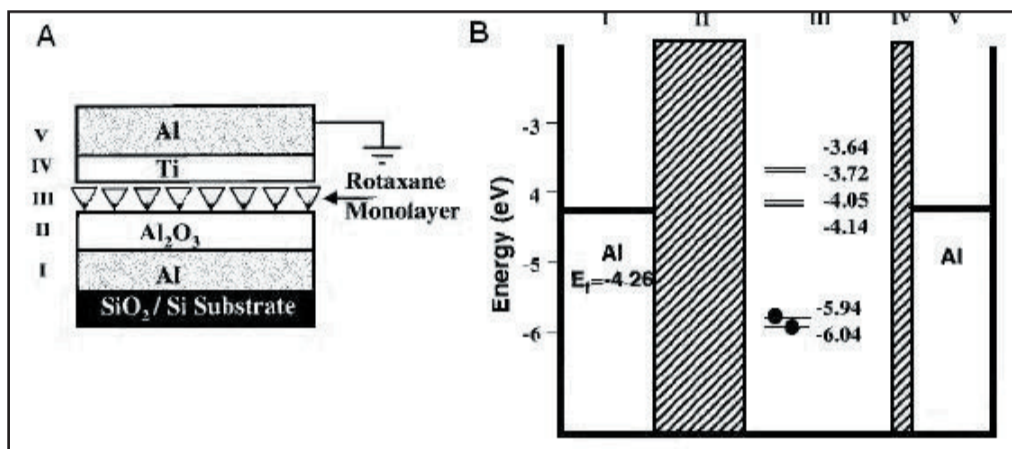 A
V
Al
IV
Ti
III
Rotaxane
Monolayer
II
Al₂O₃
I
Al
SiO₂ / Si Substrate
B
I II III IV V
Energy (eV)
-3
4
-5
-6
Al
E_f=-4.26
-3.64
-3.72
-4.05
-4.14
-5.94
-6.04
Al